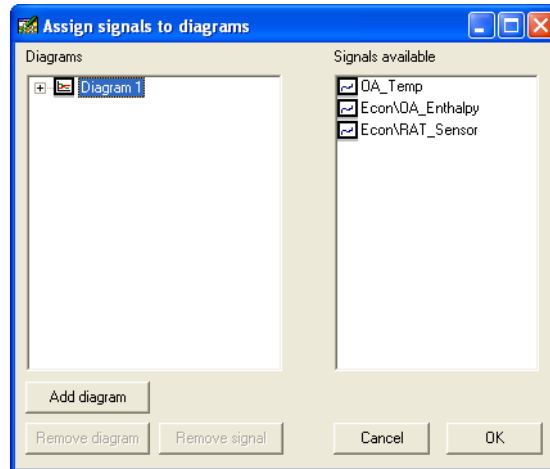 Assign signals to diagrams
Diagrams
Signals available
Diagram 1
OA_Temp
Econ\OA_Enthalpy
Econ\RAT_Sensor
Add diagram
Remove diagram
Remove signal
Cancel
OK